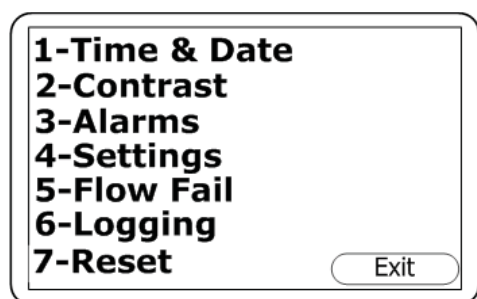 1-Time & Date
2-Contrast
3-Alarms
4-Settings
5-Flow Fail
6-Logging
7-Reset
Exit